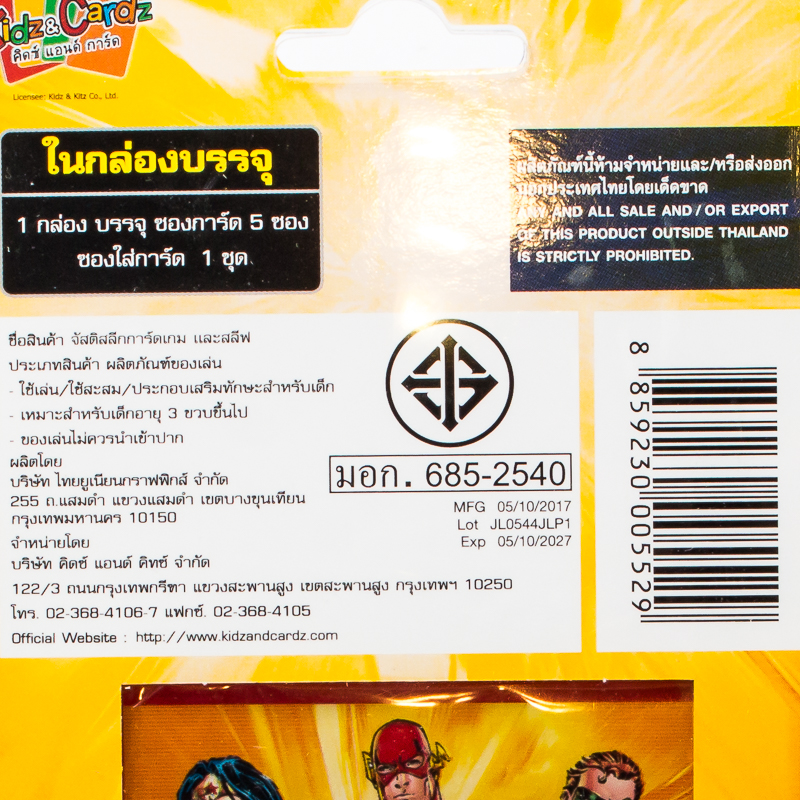 Kidz & Cardz
คิดซ์ แอนด์ การ์ด
Licensee: Kidz & Kitz Co., Ltd.
ในกล่องบรรจุ
1 กล่อง บรรจุ ซองการ์ด 5 ซอง
ซองใส่การ์ด 1 ชุด
ผลิตภัณฑ์นี้ห้ามจำหน่ายและ/หรือส่งออก
นอกประเทศไทยโดยเด็ดขาด
ANY AND ALL SALE AND / OR EXPORT
OF THIS PRODUCT OUTSIDE THAILAND
IS STRICTLY PROHIBITED.
ชื่อสินค้า จัสติสลีกการ์ดเกม และสลีฟ
ประเภทสินค้า ผลิตภัณฑ์ของเล่น
- ใช้เล่น/ใช้สะสม/ประกอบเสริมทักษะสำหรับเด็ก
- เหมาะสำหรับเด็กอายุ 3 ขวบขึ้นไป
- ของเล่นไม่ควรนำเข้าปาก
ผลิตโดย
บริษัท ไทยยูเนียนกราฟฟิกส์ จำกัด
255 ถ.แสมดำ แขวงแสมดำ เขตบางขุนเทียน
กรุงเทพมหานคร 10150
จำหน่ายโดย
บริษัท คิดซ์ แอนด์ คิทซ์ จำกัด
122/3 ถนนกรุงเทพกรีฑา แขวงสะพานสูง เขตสะพานสูง กรุงเทพฯ 10250
โทร. 02-368-4106-7 แฟกซ์. 02-368-4105
Official Website : http://www.kidzandcardz.com
มอก. 685-2540
MFG 05/10/2017
Lot JL0544JLP1
Exp 05/10/2027
8 859230 005529